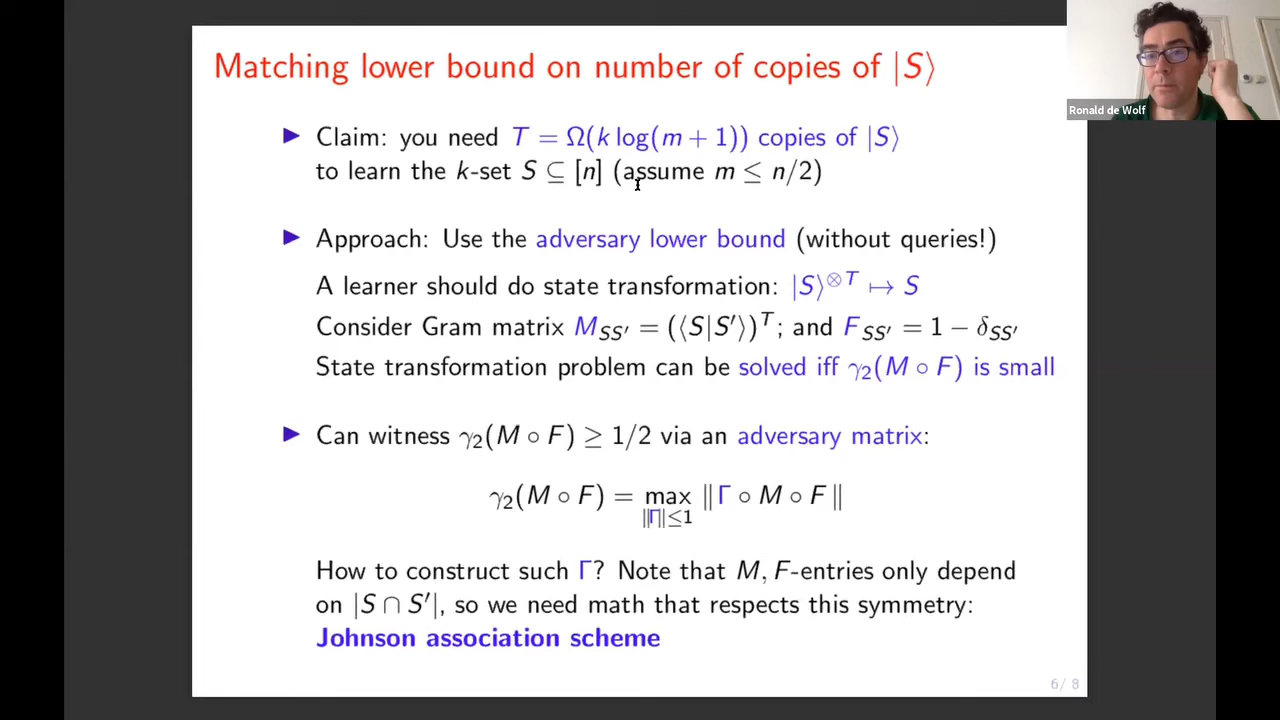 Matching lower bound on number of copies of |S⟩
Ronald de Wolf
▶ Claim: you need T = Ω(k log(m + 1)) copies of |S⟩
to learn the k-set S ⊆ [n] (assume m ≤ n/2)
▶ Approach: Use the adversary lower bound (without queries!)
A learner should do state transformation: |S⟩⊗T ↦ S
Consider Gram matrix MSS′ = (⟨S|S′⟩)T; and FSS′ = 1 − δSS′
State transformation problem can be solved iff γ2(M ∘ F) is small
▶ Can witness γ2(M ∘ F) ≥ 1/2 via an adversary matrix:
γ2(M ∘ F) = max ‖Γ ∘ M ∘ F‖
‖Γ‖≤1
How to construct such Γ? Note that M, F-entries only depend
on |S ∩ S′|, so we need math that respects this symmetry:
Johnson association scheme
6/ 8